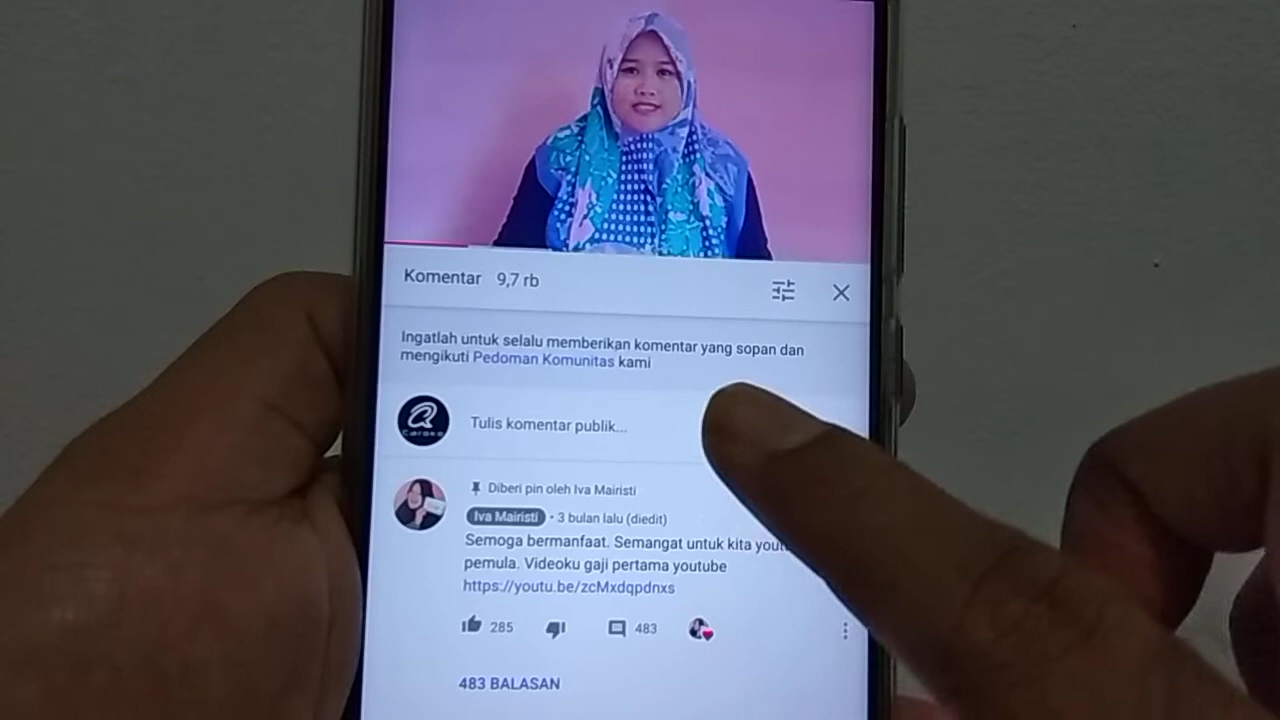 Komentar 9,7 rb
Ingatlah untuk selalu memberikan komentar yang sopan dan
mengikuti Pedoman Komunitas kami
Caroko
Tulis komentar publik...
Diberi pin oleh Iva Mairisti
Iva Mairisti • 3 bulan lalu (diedit)
Semoga bermanfaat. Semangat untuk kita
pemula. Videoku gaji pertama youtube
https://youtu.be/zcMxdqpdnxs
285 483
483 BALASAN